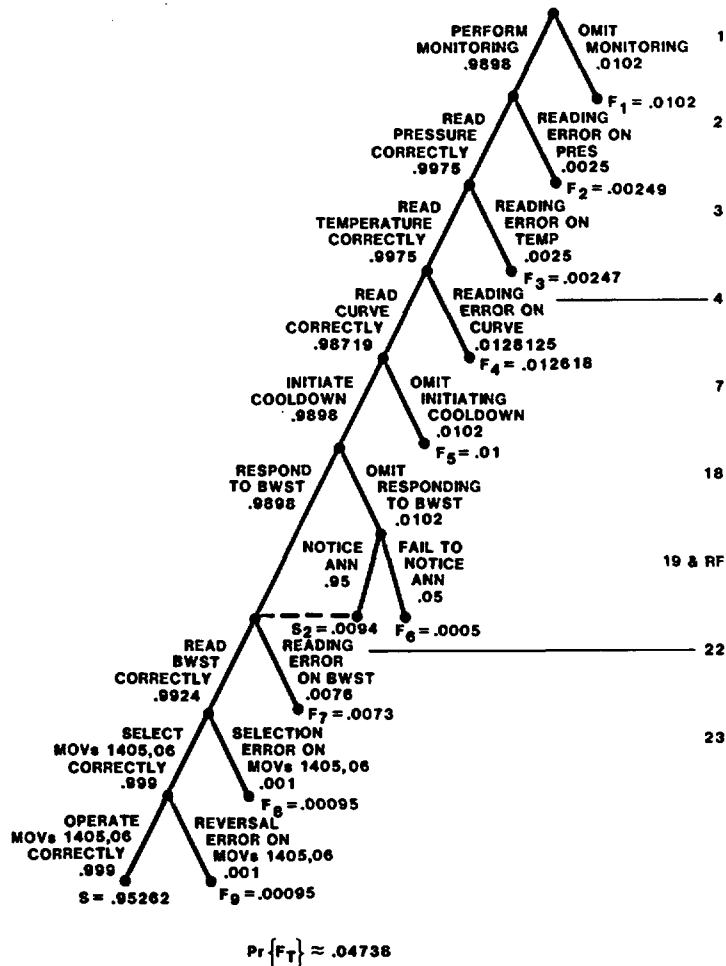 PERFORM MONITORING .9898
OMIT MONITORING .0102
1
F1 = .0102
2
READ PRESSURE CORRECTLY .9975
READING ERROR ON PRES .0025
F2 = .00249
3
READ TEMPERATURE CORRECTLY .9975
READING ERROR ON TEMP .0025
F3 = .00247
4
READ CURVE CORRECTLY .98719
READING ERROR ON CURVE .0128125
F4 = .012618
7
INITIATE COOLDOWN .9898
OMIT INITIATING COOLDOWN .0102
F5 = .01
18
RESPOND TO BWST .9898
OMIT RESPONDING TO BWST .0102
19 & RF
NOTICE ANN .95
FAIL TO NOTICE ANN .05
S2 = .0094
F6 = .0005
22
READ BWST CORRECTLY .9924
READING ERROR ON BWST .0076
F7 = .0073
23
SELECT MOVs 1405,06 CORRECTLY .999
SELECTION ERROR ON MOVs 1405,06 .001
F8 = .00095
OPERATE MOVs 1405,06 CORRECTLY .999
REVERSAL ERROR ON MOVs 1405,06 .001
S = .95262
F9 = .00095
Pr{FT} ≈ .04738